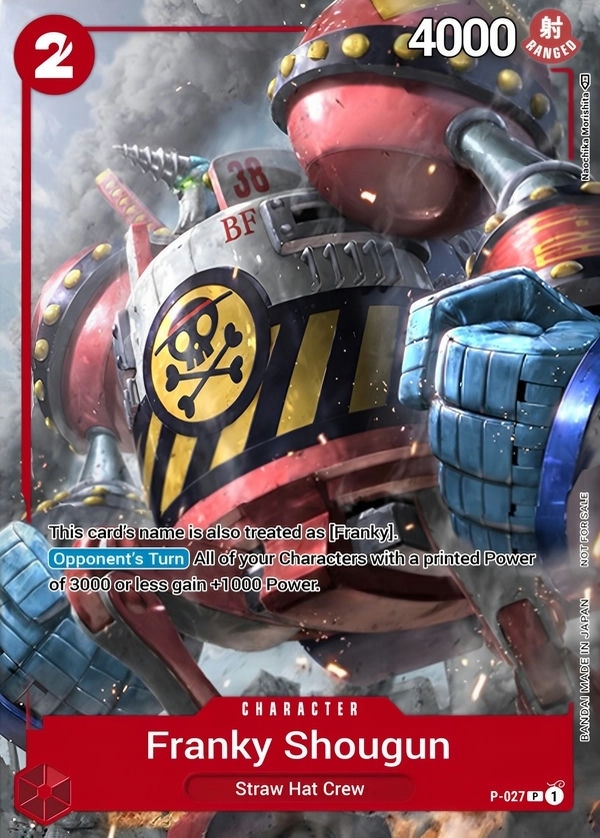 2
4000
射
RANGED
Naochika Morishita
38
BF
This card's name is also treated as [Franky].
Opponent's Turn All of your Characters with a printed Power
of 3000 or less gain +1000 Power.
NOT FOR SALE
BANDAI MADE IN JAPAN
CHARACTER
Franky Shougun
Straw Hat Crew
P-027 P 1